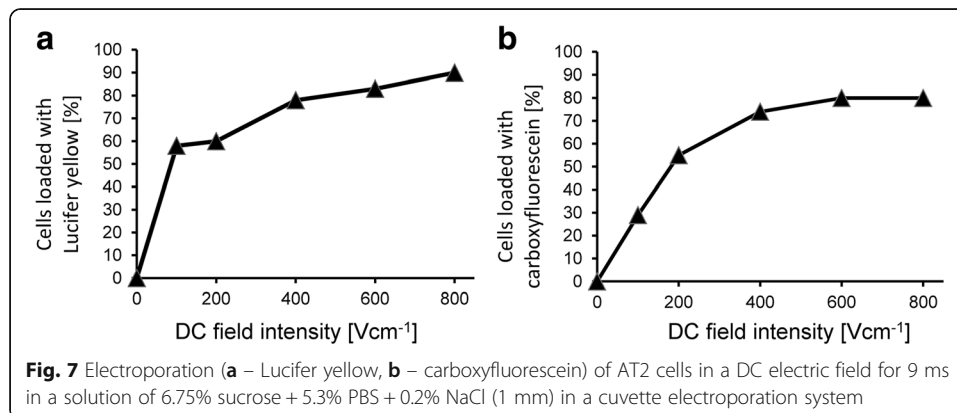 a
100
90
80
70
60
50
40
30
20
10
0
Cells loaded with
Lucifer yellow [%]
0 200 400 600 800
DC field intensity [Vcm⁻¹]
b
100
90
80
70
60
50
40
30
20
10
0
Cells loaded with
carboxyfluorescein [%]
0 200 400 600 800
DC field intensity [Vcm⁻¹]
Fig. 7 Electroporation (a – Lucifer yellow, b – carboxyfluorescein) of AT2 cells in a DC electric field for 9 ms
in a solution of 6.75% sucrose + 5.3% PBS + 0.2% NaCl (1 mm) in a cuvette electroporation system